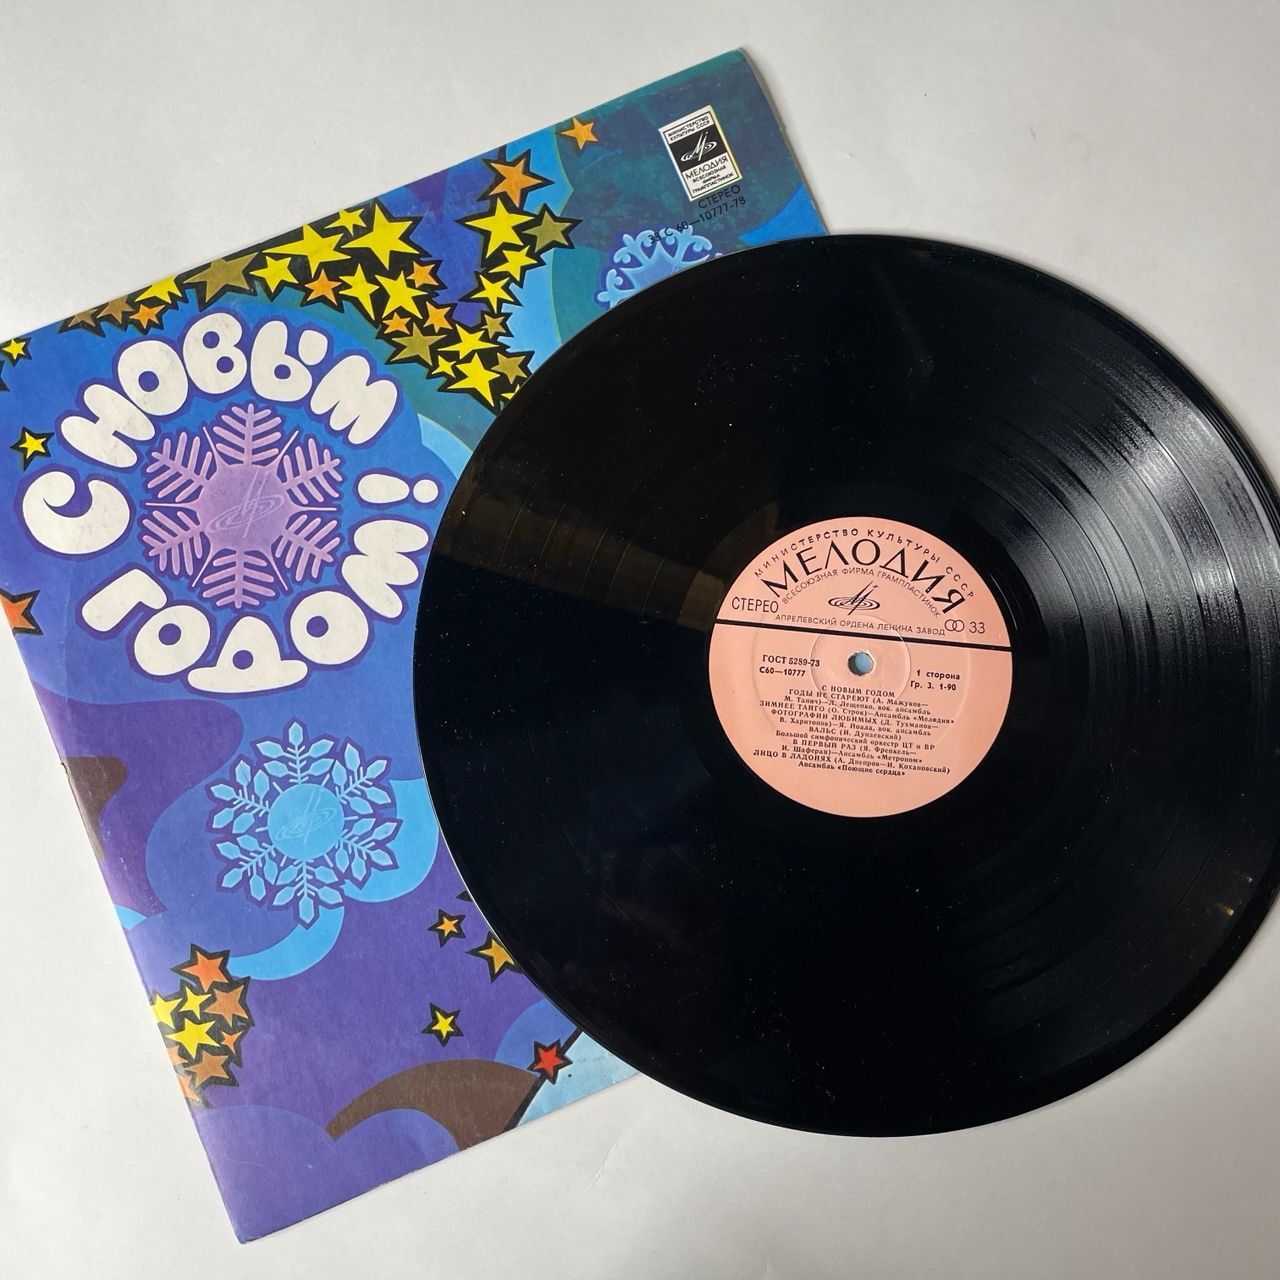 МИНИСТЕРСТВО
КУЛЬТУРЫ СССР
МЕЛОДИЯ
ВСЕСОЮЗНАЯ
ФИРМА
ГРАМПЛАСТИНОК
СТЕРЕО
33 С 60—10777-78
С НОВЫМ
ГОДОМ!
МИНИСТЕРСТВО КУЛЬТУРЫ СССР
МЕЛОДИЯ
ВСЕСОЮЗНАЯ ФИРМА ГРАМПЛАСТИНОК
СТЕРЕО
АПРЕЛЕВСКИЙ ОРДЕНА ЛЕНИНА ЗАВОД
33
ГОСТ 5289-73
С60—10777
1 сторона
Гр. 3. 1-90
С НОВЫМ ГОДОМ
ГОДЫ НЕ СТАРЕЮТ (А. Мажуков—
М. Танич)—Л. Лещенко, вок. ансамбль
ЗИМНЕЕ ТАНГО (О. Строк)—Ансамбль «Мелодия»
ФОТОГРАФИИ ЛЮБИМЫХ (Д. Тухманов—
В. Харитонов)—Я. Йоала, вок. ансамбль
ВАЛЬС (И. Дунаевский)
Большой симфонический оркестр ЦТ и ВР
В ПЕРВЫЙ РАЗ (Я. Френкель—
И. Шаферан)—Ансамбль «Метроном»
ЛИЦО В ЛАДОНЯХ (А. Днепров—И. Кохановский)
Ансамбль «Поющие сердца»